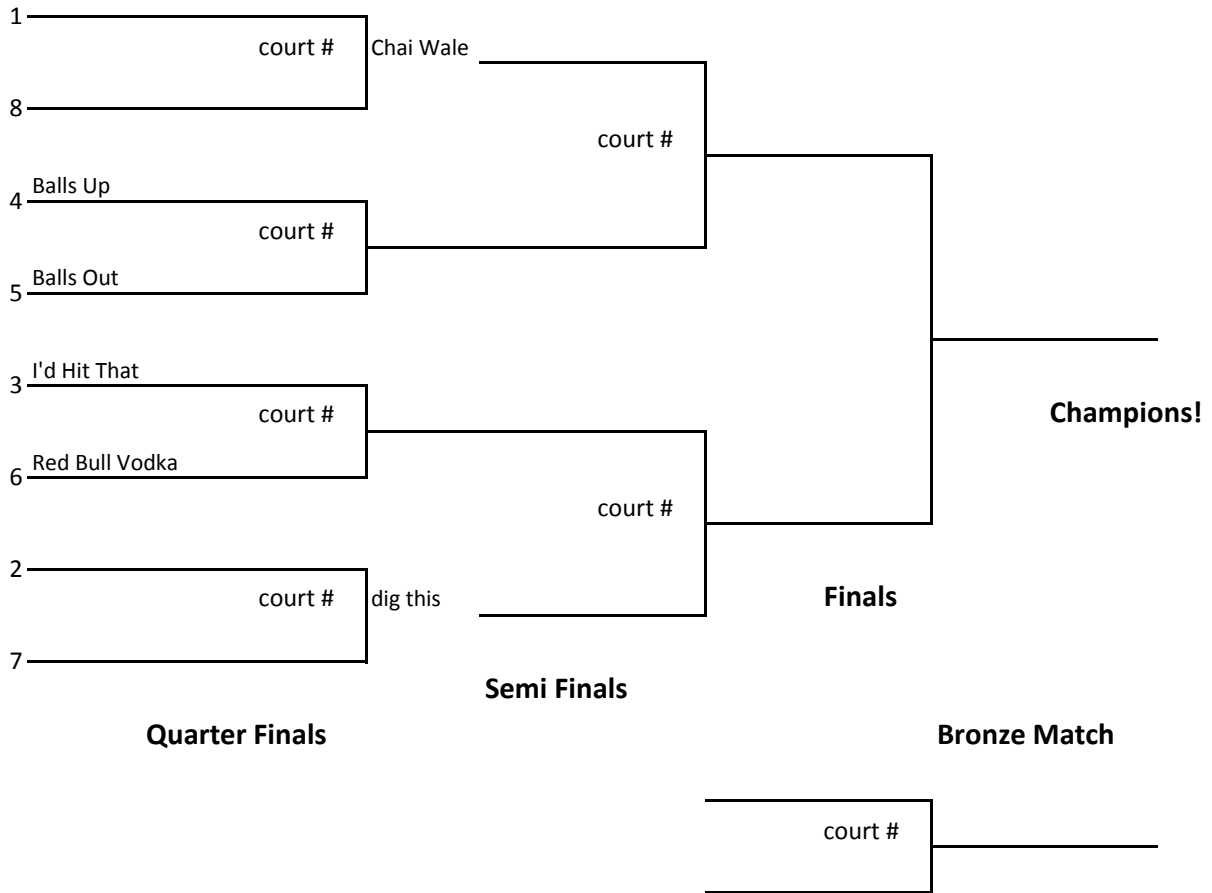 1
court # Chai Wale
8
court #
Balls Up
4
court #
Balls Out
5
I'd Hit That
3
court #
Champions!
Red Bull Vodka
6
court #
2
court # dig this
Finals
7
Semi Finals
Quarter Finals
Bronze Match
court #